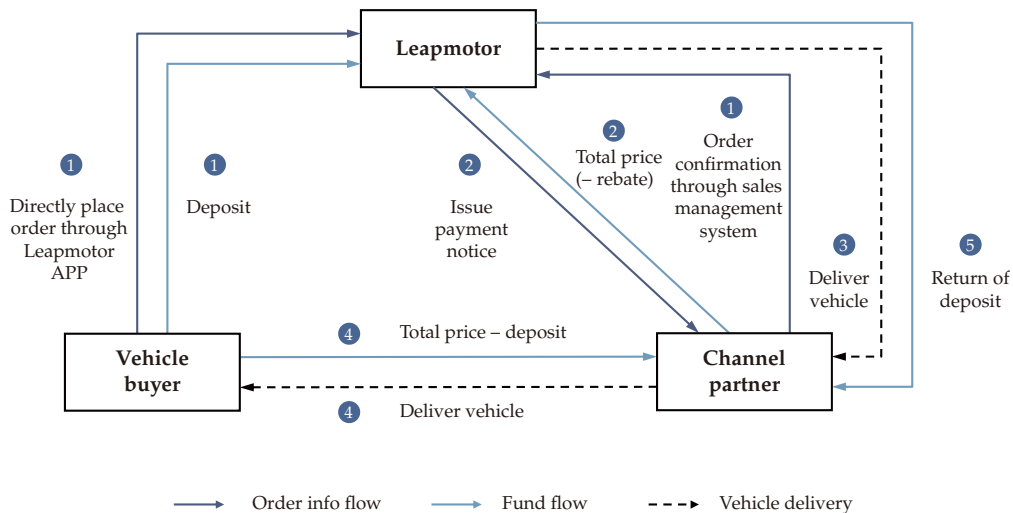 Leapmotor
1
Directly place
order through
Leapmotor
APP
1
Deposit
2
Issue
payment
notice
2
Total price
(– rebate)
1
Order
confirmation
through sales
management
system
3
Deliver
vehicle
5
Return of
deposit
Vehicle
buyer
4
Total price – deposit
Deliver vehicle
4
Channel
partner
Order info flow
Fund flow
Vehicle delivery